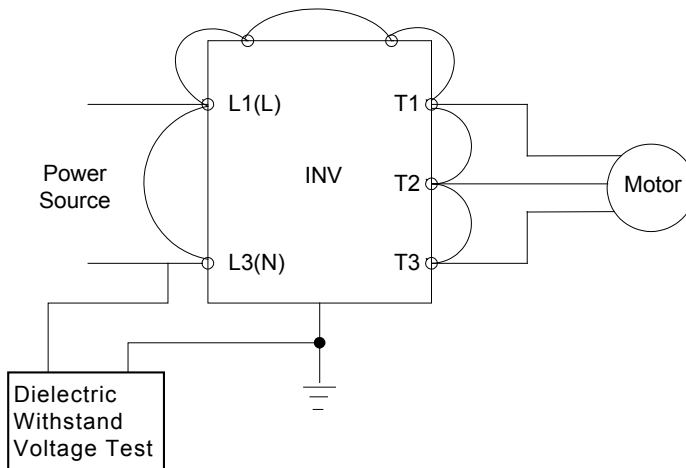 L1(L)
T1
Power
Source
INV
T2
Motor
L3(N)
T3
Dielectric
Withstand
Voltage Test